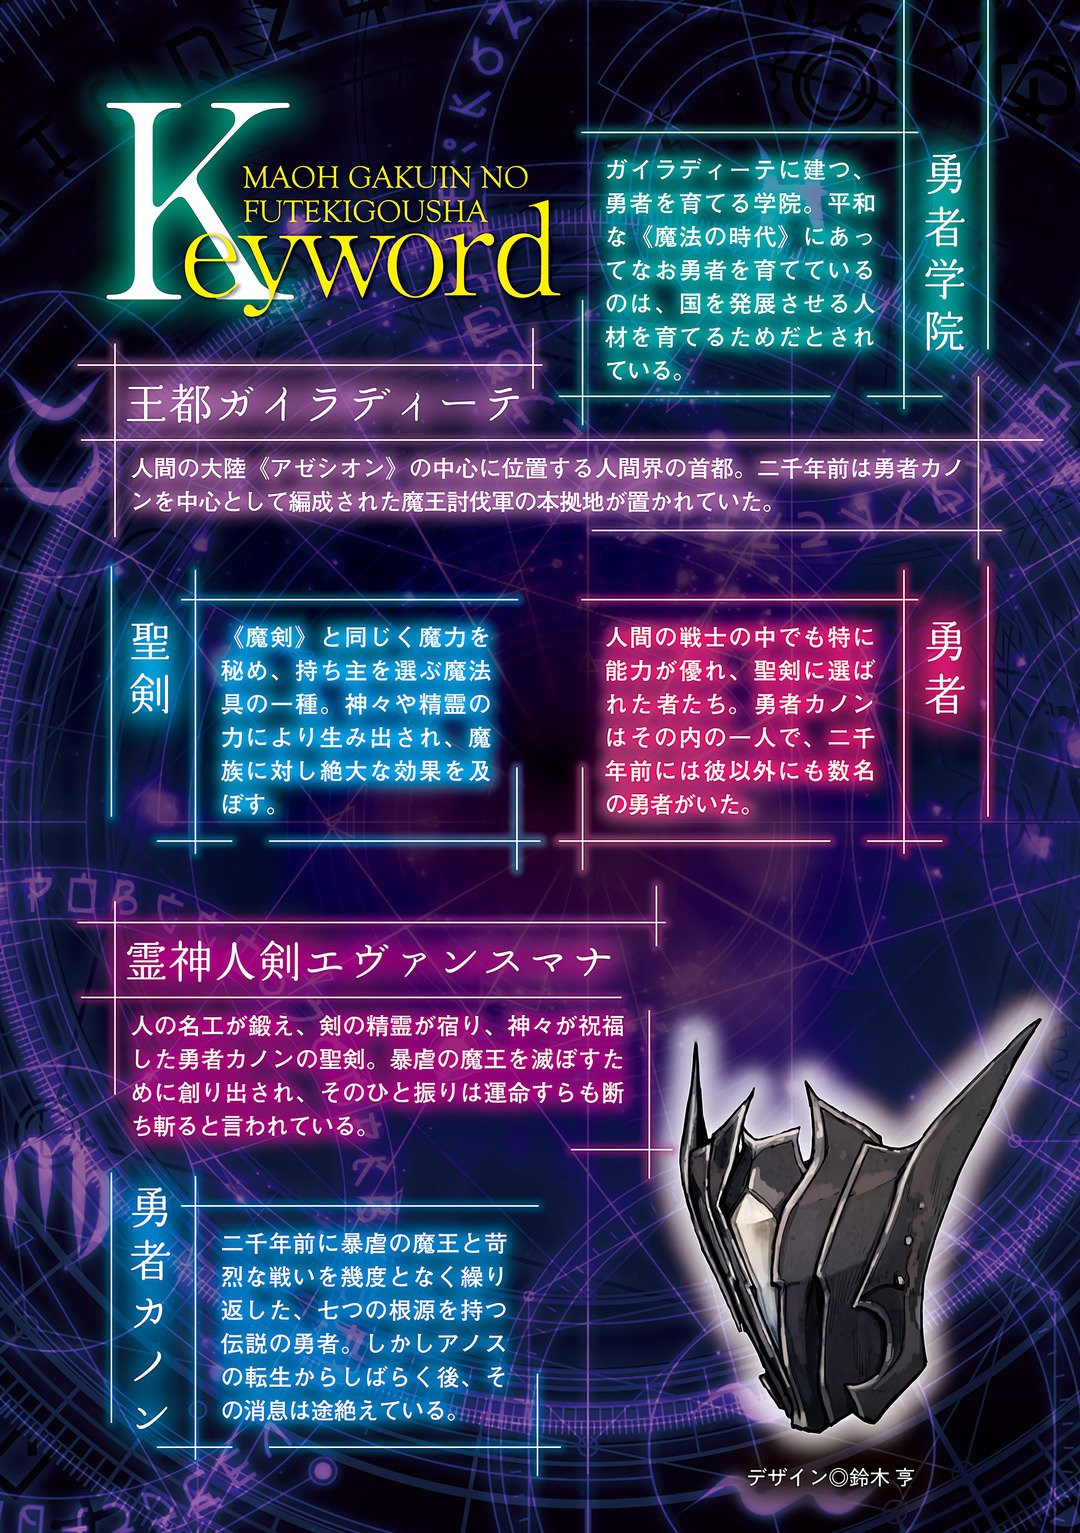 Keyword
MAOH GAKUIN NO
FUTEKIGOUSHA
勇者学院
ガイラディーテに建つ、
勇者を育てる学院。平和
な《魔法の時代》にあっ
てなお勇者を育てている
のは、国を発展させる人
材を育てるためだとされ
ている。
王都ガイラディーテ
人間の大陸《アゼシオン》の中心に位置する人間界の首都。二千年前は勇者カノ
ンを中心として編成された魔王討伐軍の本拠地が置かれていた。
勇者
人間の戦士の中でも特に
能力が優れ、聖剣に選ば
れた者たち。勇者カノン
はその内の一人で、二千
年前には彼以外にも数名
の勇者がいた。
聖剣
《魔剣》と同じく魔力を
秘め、持ち主を選ぶ魔法
具の一種。神々や精霊の
力により生み出され、魔
族に対し絶大な効果を及
ぼす。
霊神人剣エヴァンスマナ
人の名工が鍛え、剣の精霊が宿り、神々が祝福
した勇者カノンの聖剣。暴虐の魔王を滅ぼすた
めに創り出され、そのひと振りは運命すらも断
ち斬ると言われている。
勇者カノン
二千年前に暴虐の魔王と苛
烈な戦いを幾度となく繰り
返した、七つの根源を持つ
伝説の勇者。しかしアノス
の転生からしばらく後、そ
の消息は途絶えている。
デザイン◎鈴木 亨